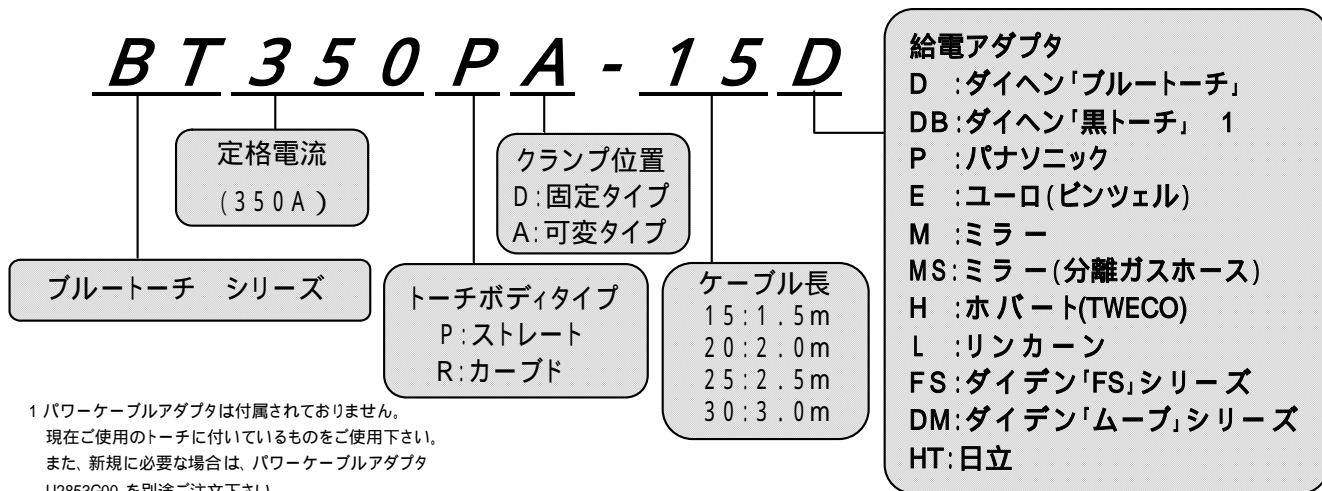 BT350PA-15D
定格電流
(350A)
ブルートーチ シリーズ
クランプ位置
D:固定タイプ
A:可変タイプ
トーチボディタイプ
P:ストレート
R:カーブド
ケーブル長
15:1.5m
20:2.0m
25:2.5m
30:3.0m
給電アダプタ
D :ダイヘン「ブルートーチ」
DB:ダイヘン「黒トーチ」 1
P :パナソニック
E :ユーロ(ビンツェル)
M :ミラー
MS:ミラー(分離ガスホース)
H :ホバート(TWECO)
L :リンカーン
FS:ダイデン「FS」シリーズ
DM:ダイデン「ムーブ」シリーズ
HT:日立
1 パワーケーブルアダプタは付属されておりません。
現在ご使用のトーチに付いているものをご使用下さい。
また、新規に必要な場合は、パワーケーブルアダプタ
U2853G00 を別途ご注文下さい